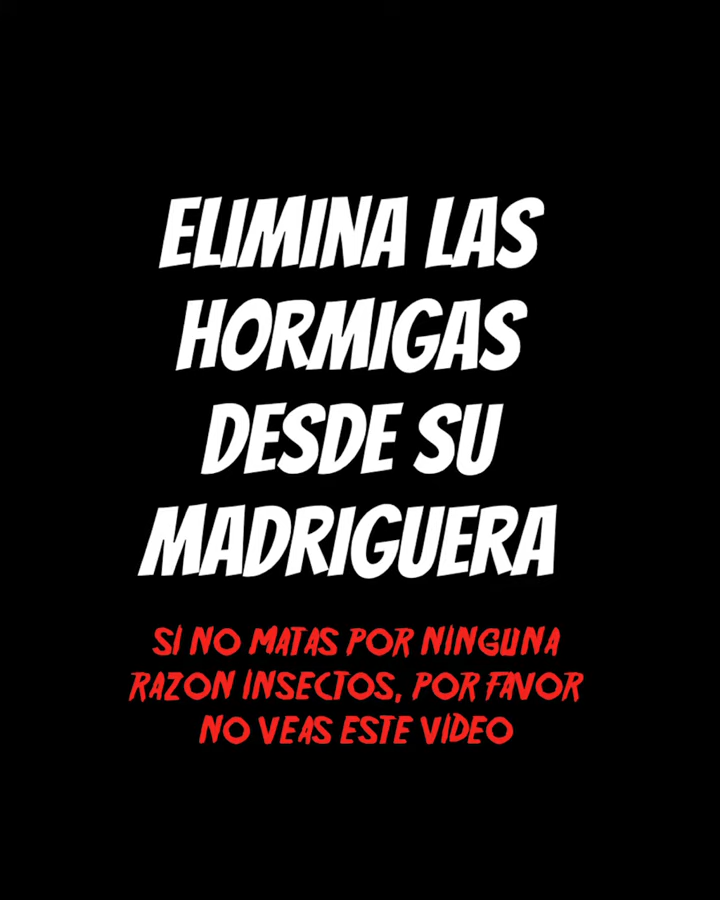 ELIMINA LAS
HORMIGAS
DESDE SU
MADRIGUERA
SI NO MATAS POR NINGUNA
RAZON INSECTOS, POR FAVOR
NO VEAS ESTE VIDEO